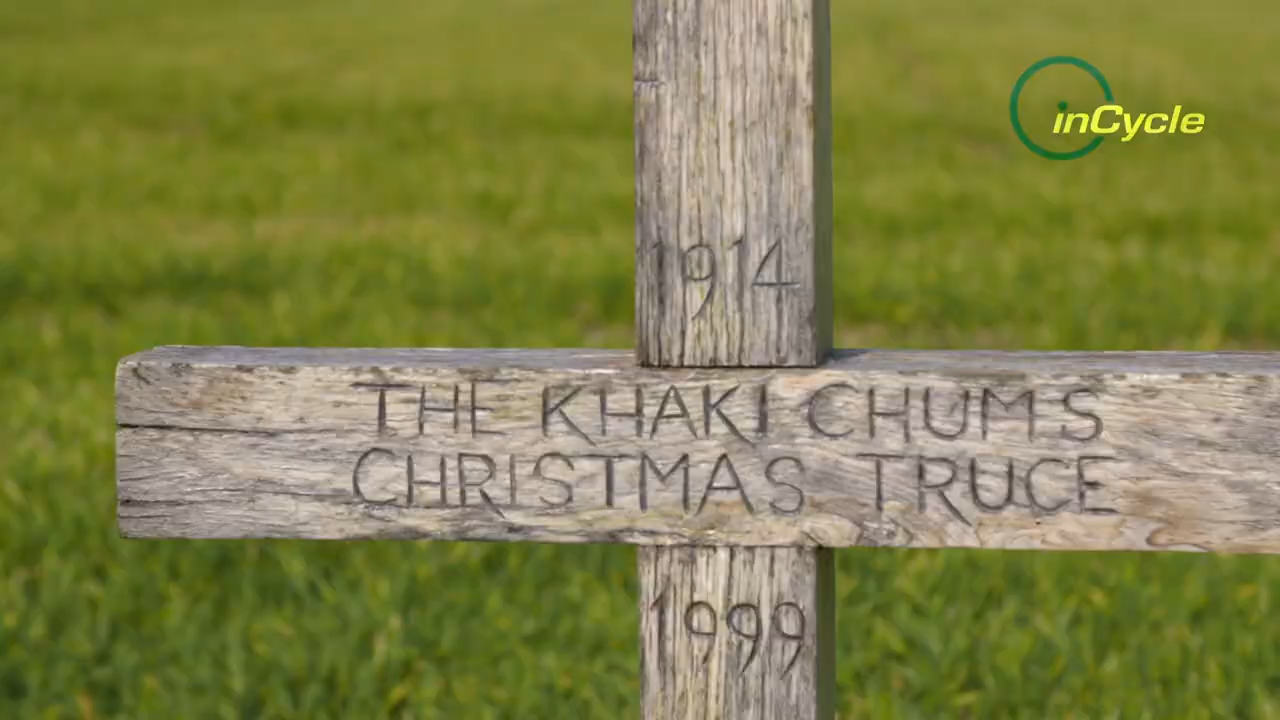 inCycle
1914
THE KHAKI CHUMS
CHRISTMAS TRUCE
1999